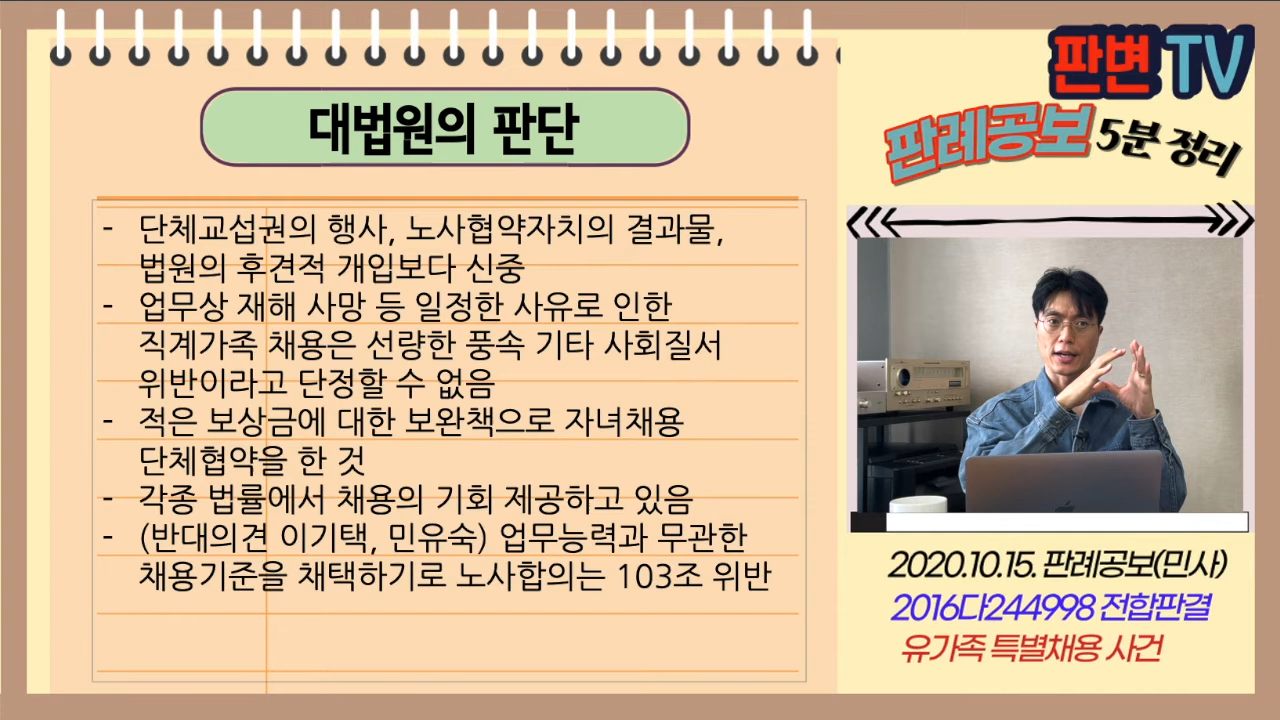 판변 TV
판례공보 5분 정리
대법원의 판단
- 단체교섭권의 행사, 노사협약자치의 결과물,
법원의 후견적 개입보다 신중
- 업무상 재해 사망 등 일정한 사유로 인한
직계가족 채용은 선량한 풍속 기타 사회질서
위반이라고 단정할 수 없음
- 적은 보상금에 대한 보완책으로 자녀채용
단체협약을 한 것
- 각종 법률에서 채용의 기회 제공하고 있음
- (반대의견 이기택, 민유숙) 업무능력과 무관한
채용기준을 채택하기로 노사합의는 103조 위반
2020.10.15. 판례공보(민사)
2016다244998 전합판결
유가족 특별채용 사건